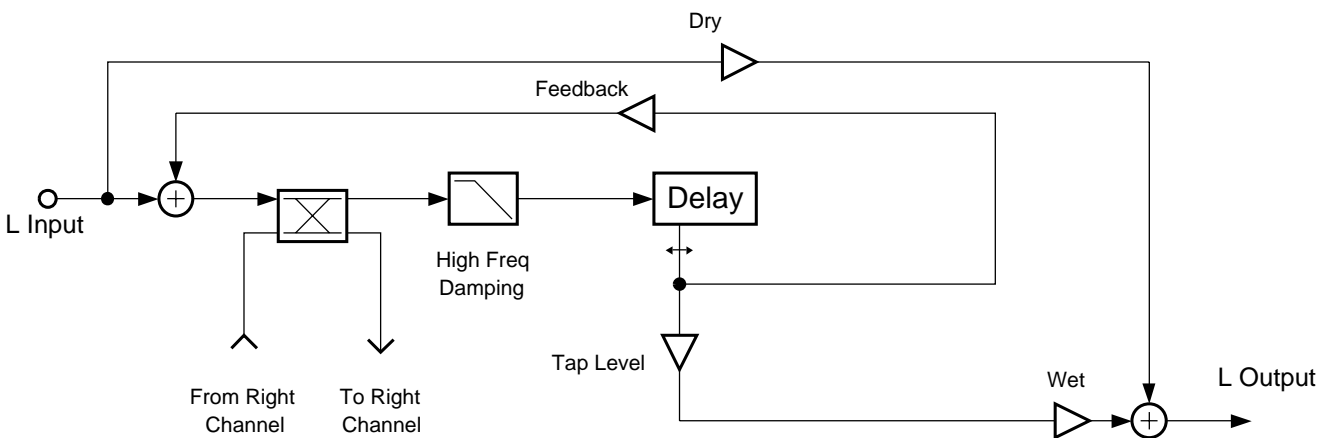 Dry
Feedback
L Input
Delay
High Freq
Damping
Tap Level
From Right
Channel
To Right
Channel
Wet
L Output